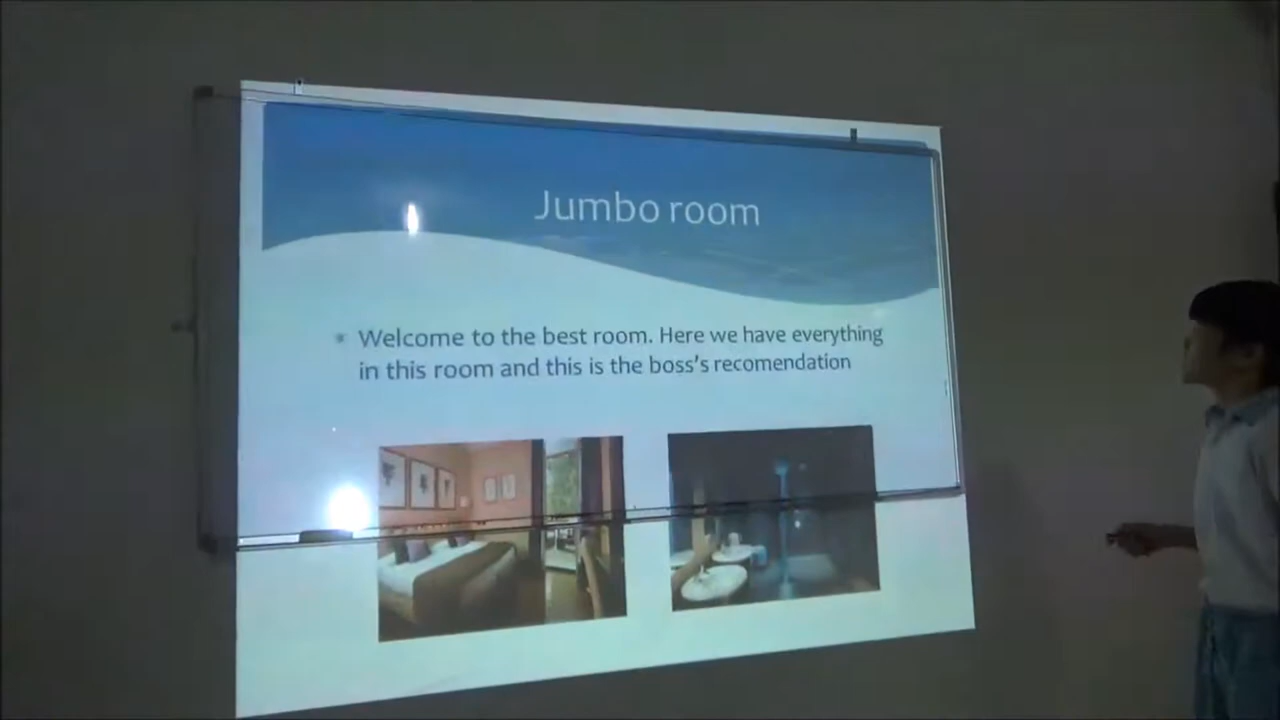 Jumbo room
Welcome to the best room. Here we have everything
in this room and this is the boss's recomendation